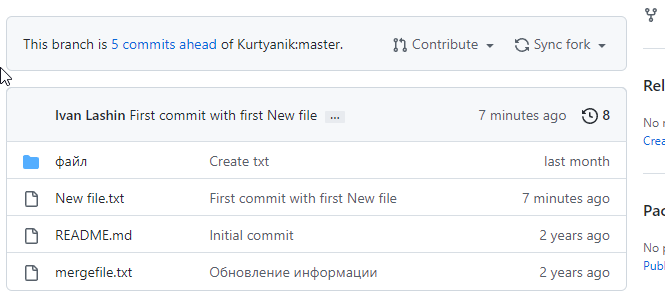 This branch is 5 commits ahead of Kurtyanik:master. Contribute Sync fork
Ivan Lashin First commit with first New file ... 7 minutes ago 8
файл Create txt last month
New file.txt First commit with first New file 7 minutes ago
README.md Initial commit 2 years ago
mergefile.txt Обновление информации 2 years ago
Rel
No r
Crea
Pac
No p
Publ